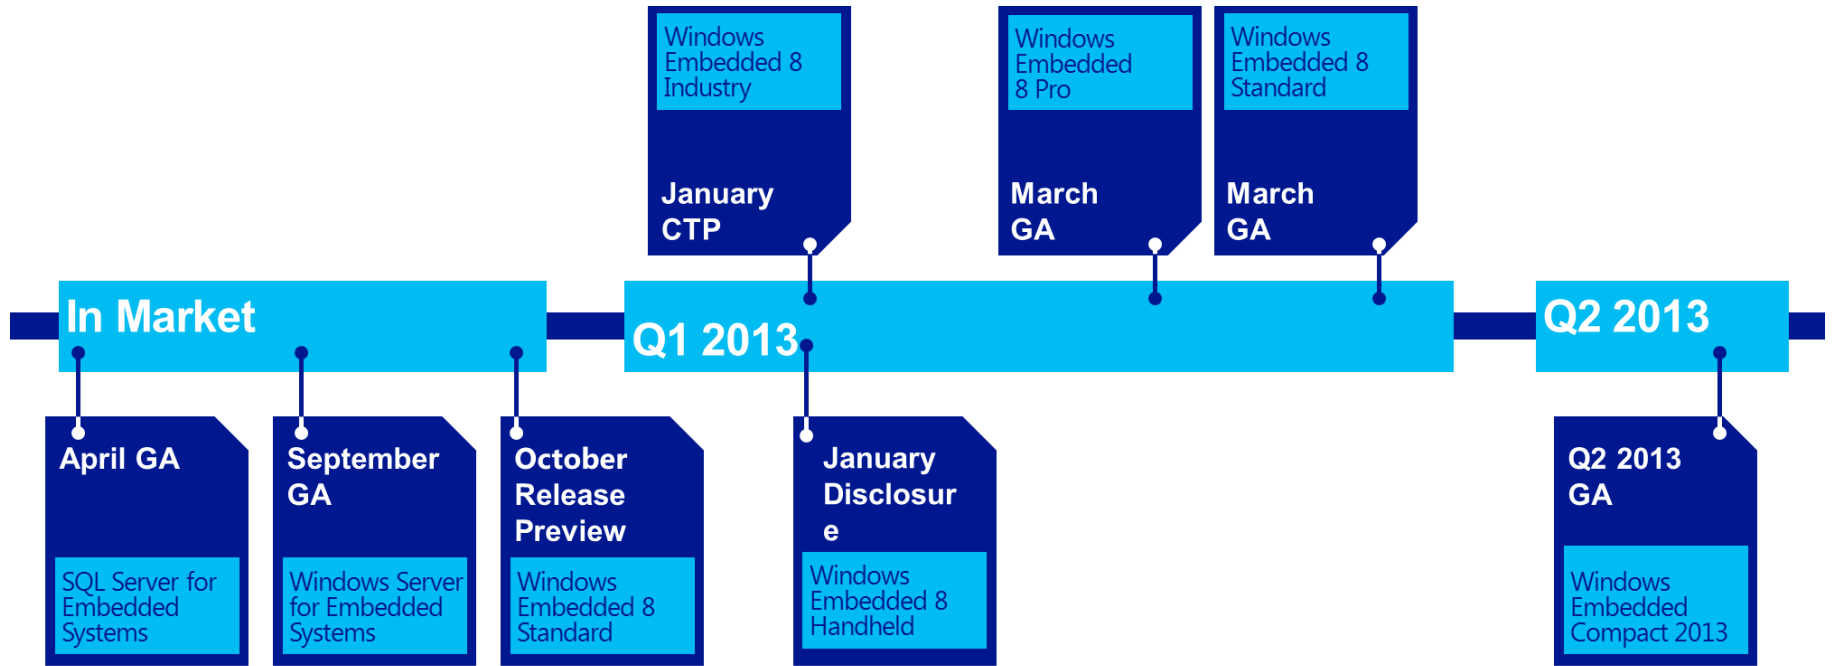 Windows
Embedded 8
Industry
January
CTP
Windows
Embedded
8 Pro
March
GA
Windows
Embedded 8
Standard
March
GA
In Market
Q1 2013
Q2 2013
April GA
SQL Server for
Embedded
Systems
September
GA
Windows Server
for Embedded
Systems
October
Release
Preview
Windows
Embedded 8
Standard
January
Disclosur
e
Windows
Embedded 8
Handheld
Q2 2013
GA
Windows
Embedded
Compact 2013